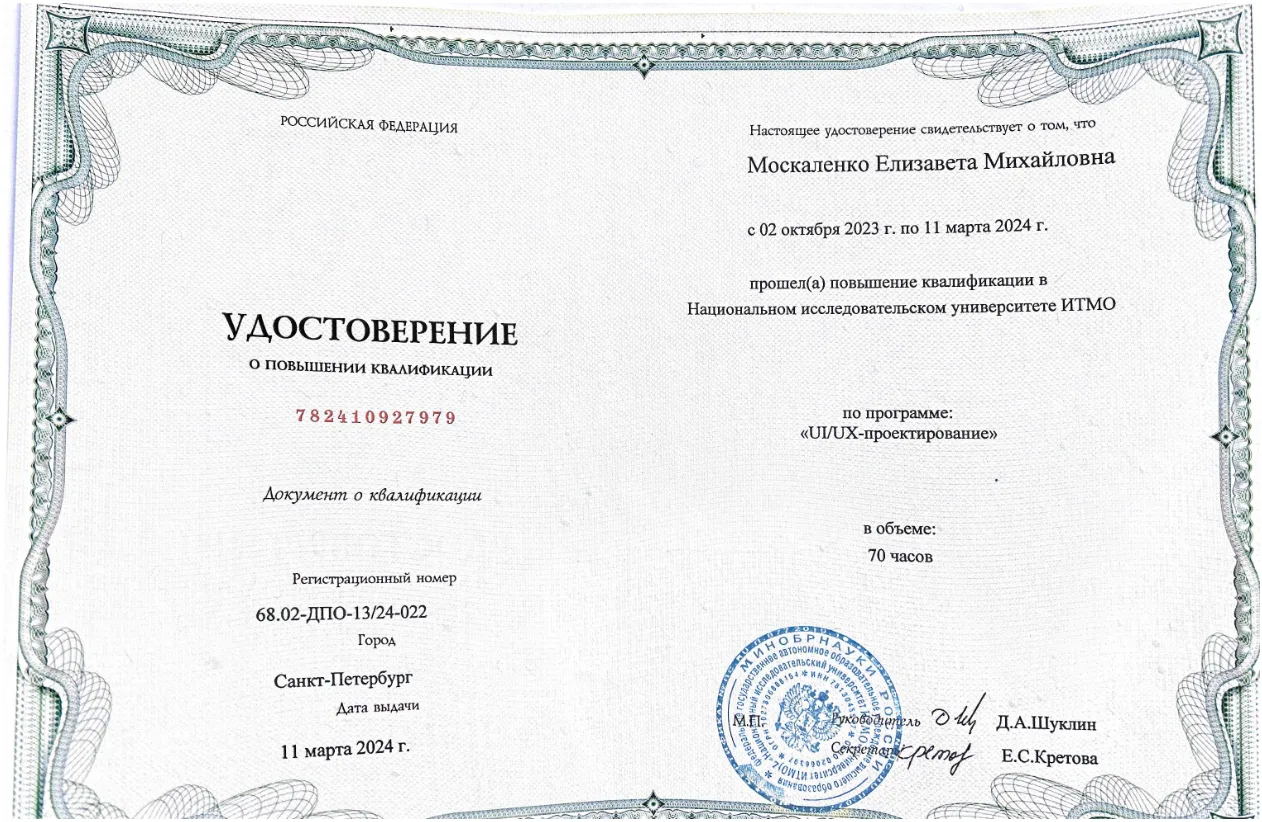 РОССИЙСКАЯ ФЕДЕРАЦИЯ
УДОСТОВЕРЕНИЕ
О ПОВЫШЕНИИ КВАЛИФИКАЦИИ
782410927979
Документ о квалификации
Регистрационный номер
68.02-ДПО-13/24-022
Город
Санкт-Петербург
Дата выдачи
11 марта 2024 г.
Настоящее удостоверение свидетельствует о том, что
Москаленко Елизавета Михайловна
с 02 октября 2023 г. по 11 марта 2024 г.
прошел(а) повышение квалификации в
Национальном исследовательском университете ИТМО
по программе:
«UI/UX-проектирование»
в объеме:
70 часов
М.П.
Руководитель
Д.А.Шуклин
Секретарь
Кретов
Е.С.Кретова
МИНОБРНАУКИ РОССИИ